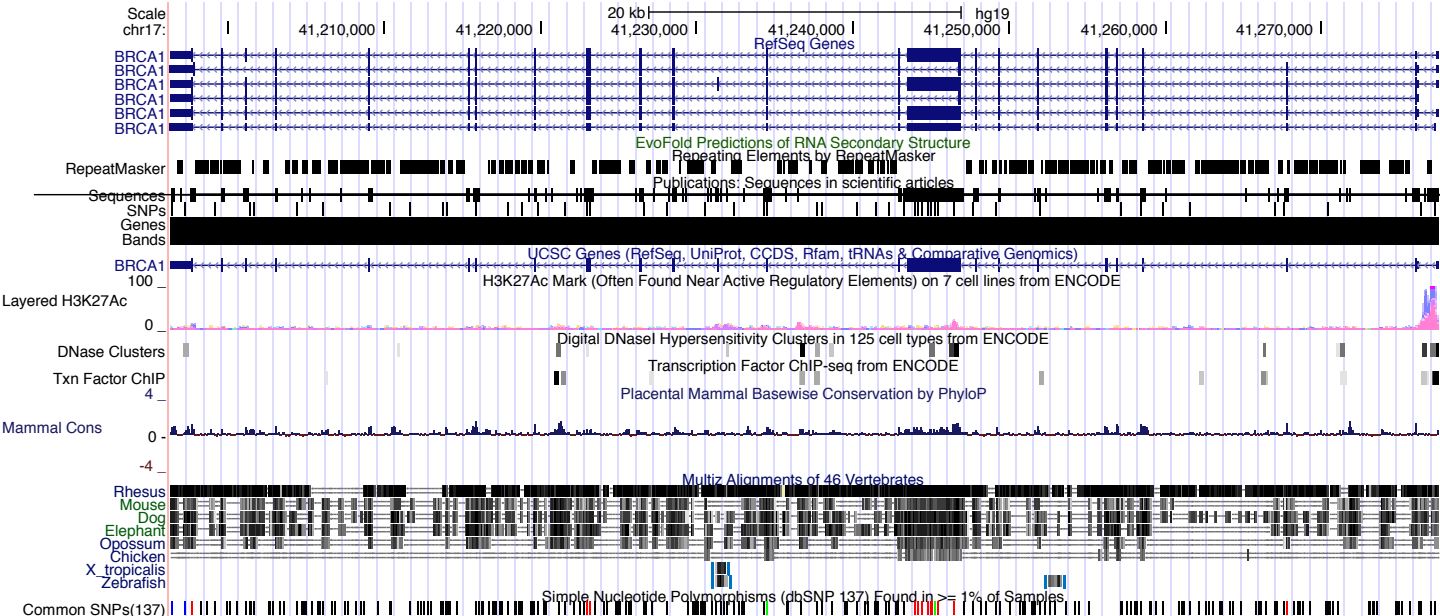 Scale 20 kb hg19
chr17: 41,210,000 41,220,000 41,230,000 41,240,000 41,250,000 41,260,000 41,270,000
RefSeq Genes
BRCA1
BRCA1
BRCA1
BRCA1
BRCA1
BRCA1
EvoFold Predictions of RNA Secondary Structure
Repeating Elements by RepeatMasker
RepeatMasker
Publications: Sequences in scientific articles
Sequences
SNPs
Genes
Bands
UCSC Genes (RefSeq, UniProt, CCDS, Rfam, tRNAs & Comparative Genomics)
BRCA1
H3K27Ac Mark (Often Found Near Active Regulatory Elements) on 7 cell lines from ENCODE
100 _
Layered H3K27Ac
0 _
Digital DNaseI Hypersensitivity Clusters in 125 cell types from ENCODE
DNase Clusters
Transcription Factor ChIP-seq from ENCODE
Txn Factor ChIP
Placental Mammal Basewise Conservation by PhyloP
4 _
Mammal Cons
0 -
-4 _
Multiz Alignments of 46 Vertebrates
Rhesus
Mouse
Dog
Elephant
Opossum
Chicken
X_tropicalis
Zebrafish
Simple Nucleotide Polymorphisms (dbSNP 137) Found in >= 1% of Samples
Common SNPs(137)